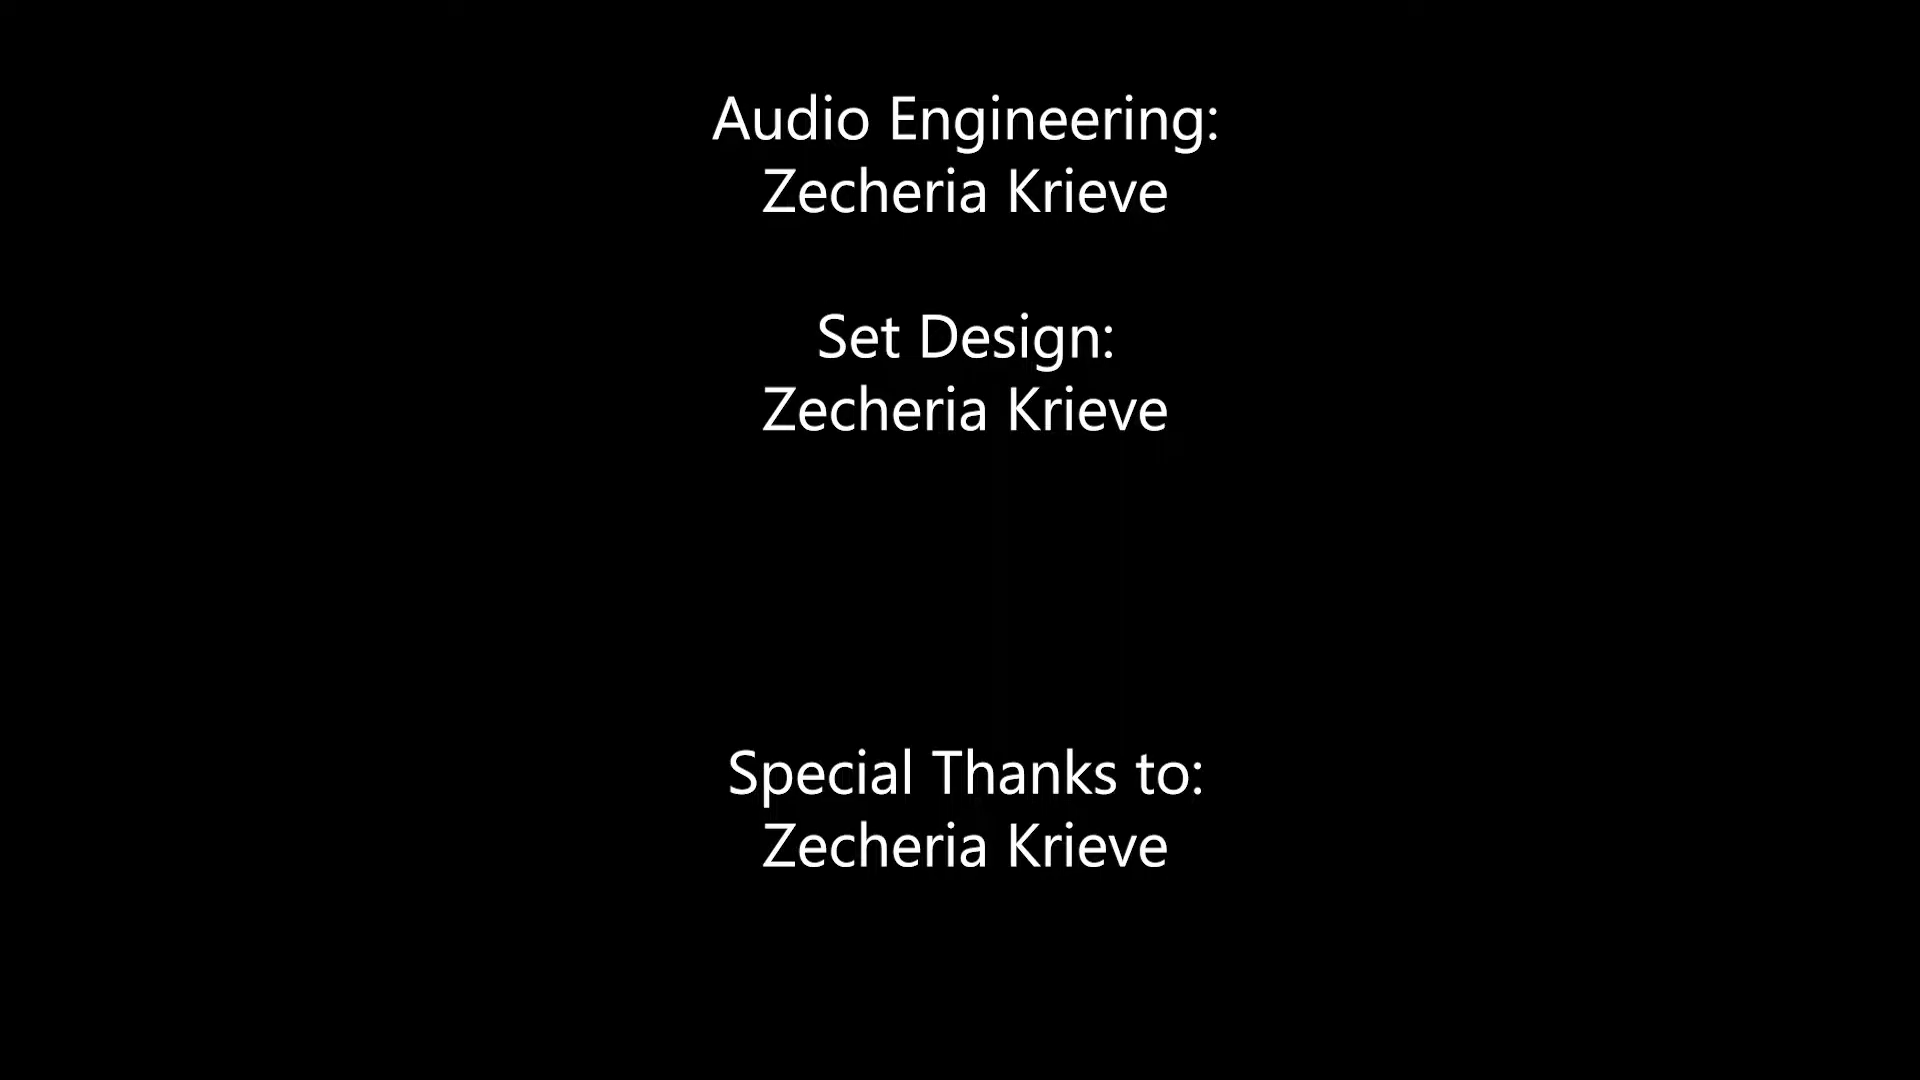 Audio Engineering:
Zecheria Krieve
Set Design:
Zecheria Krieve
Special Thanks to:
Zecheria Krieve